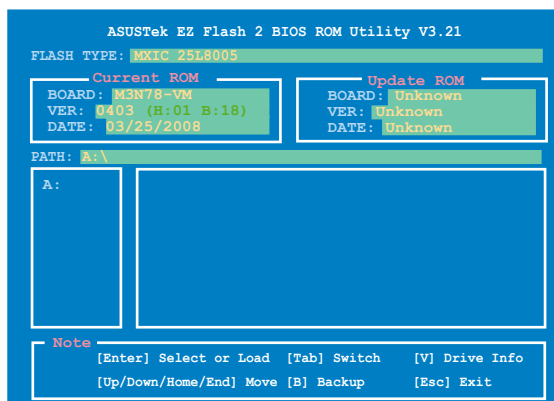 ASUSTek EZ Flash 2 BIOS ROM Utility V3.21
FLASH TYPE: MXIC 25L8005
Current ROM
BOARD: M3N78-VM
VER: 0403 (H:01 B:18)
DATE: 03/25/2008
Update ROM
BOARD: Unknown
VER: Unknown
DATE: Unknown
PATH: A:\
A:
Note
[Enter] Select or Load [Tab] Switch [V] Drive Info
[Up/Down/Home/End] Move [B] Backup [Esc] Exit